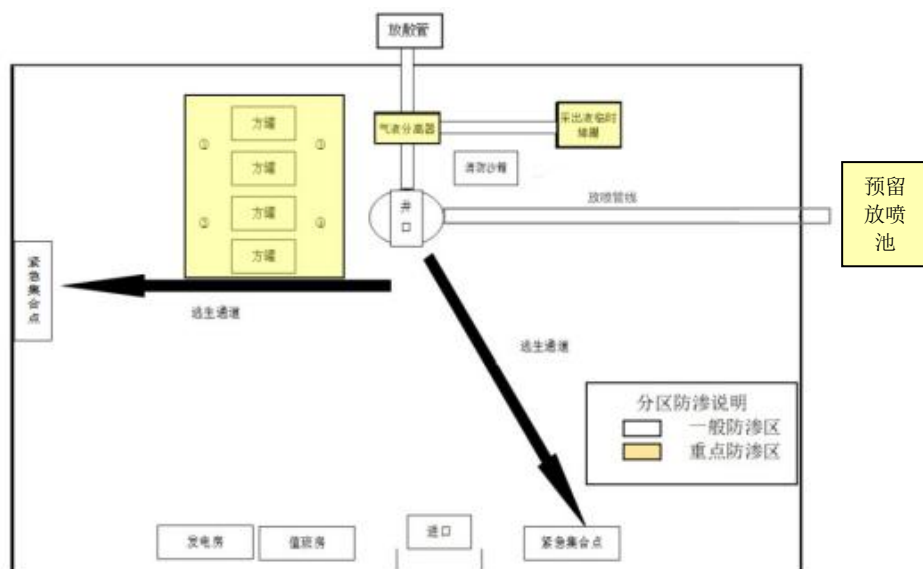 放散管
方罐
①
①
气液分离器
采出液临时
储罐
方罐
消防沙箱
井
口
放喷管线
预留
放喷
池
方罐
方罐
紧
急
集
合
点
逃生通道
逃生通道
分区防渗说明
一般防渗区
重点防渗区
发电房
值班房
进口
紧急集合点